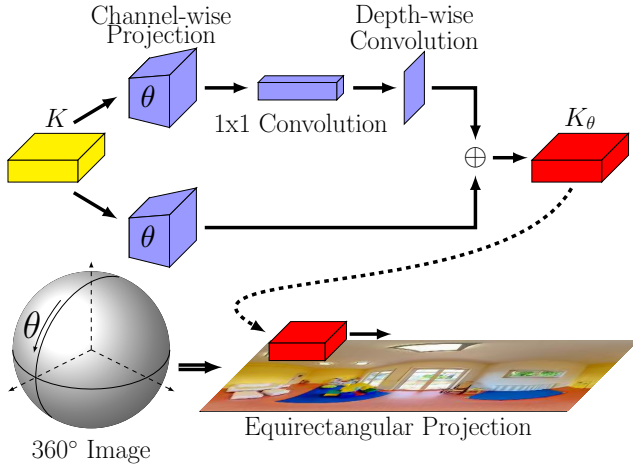 Channel-wise
Projection
Depth-wise
Convolution
K
θ
1x1 Convolution
⊕
K_θ
θ
θ
360° Image
Equirectangular Projection